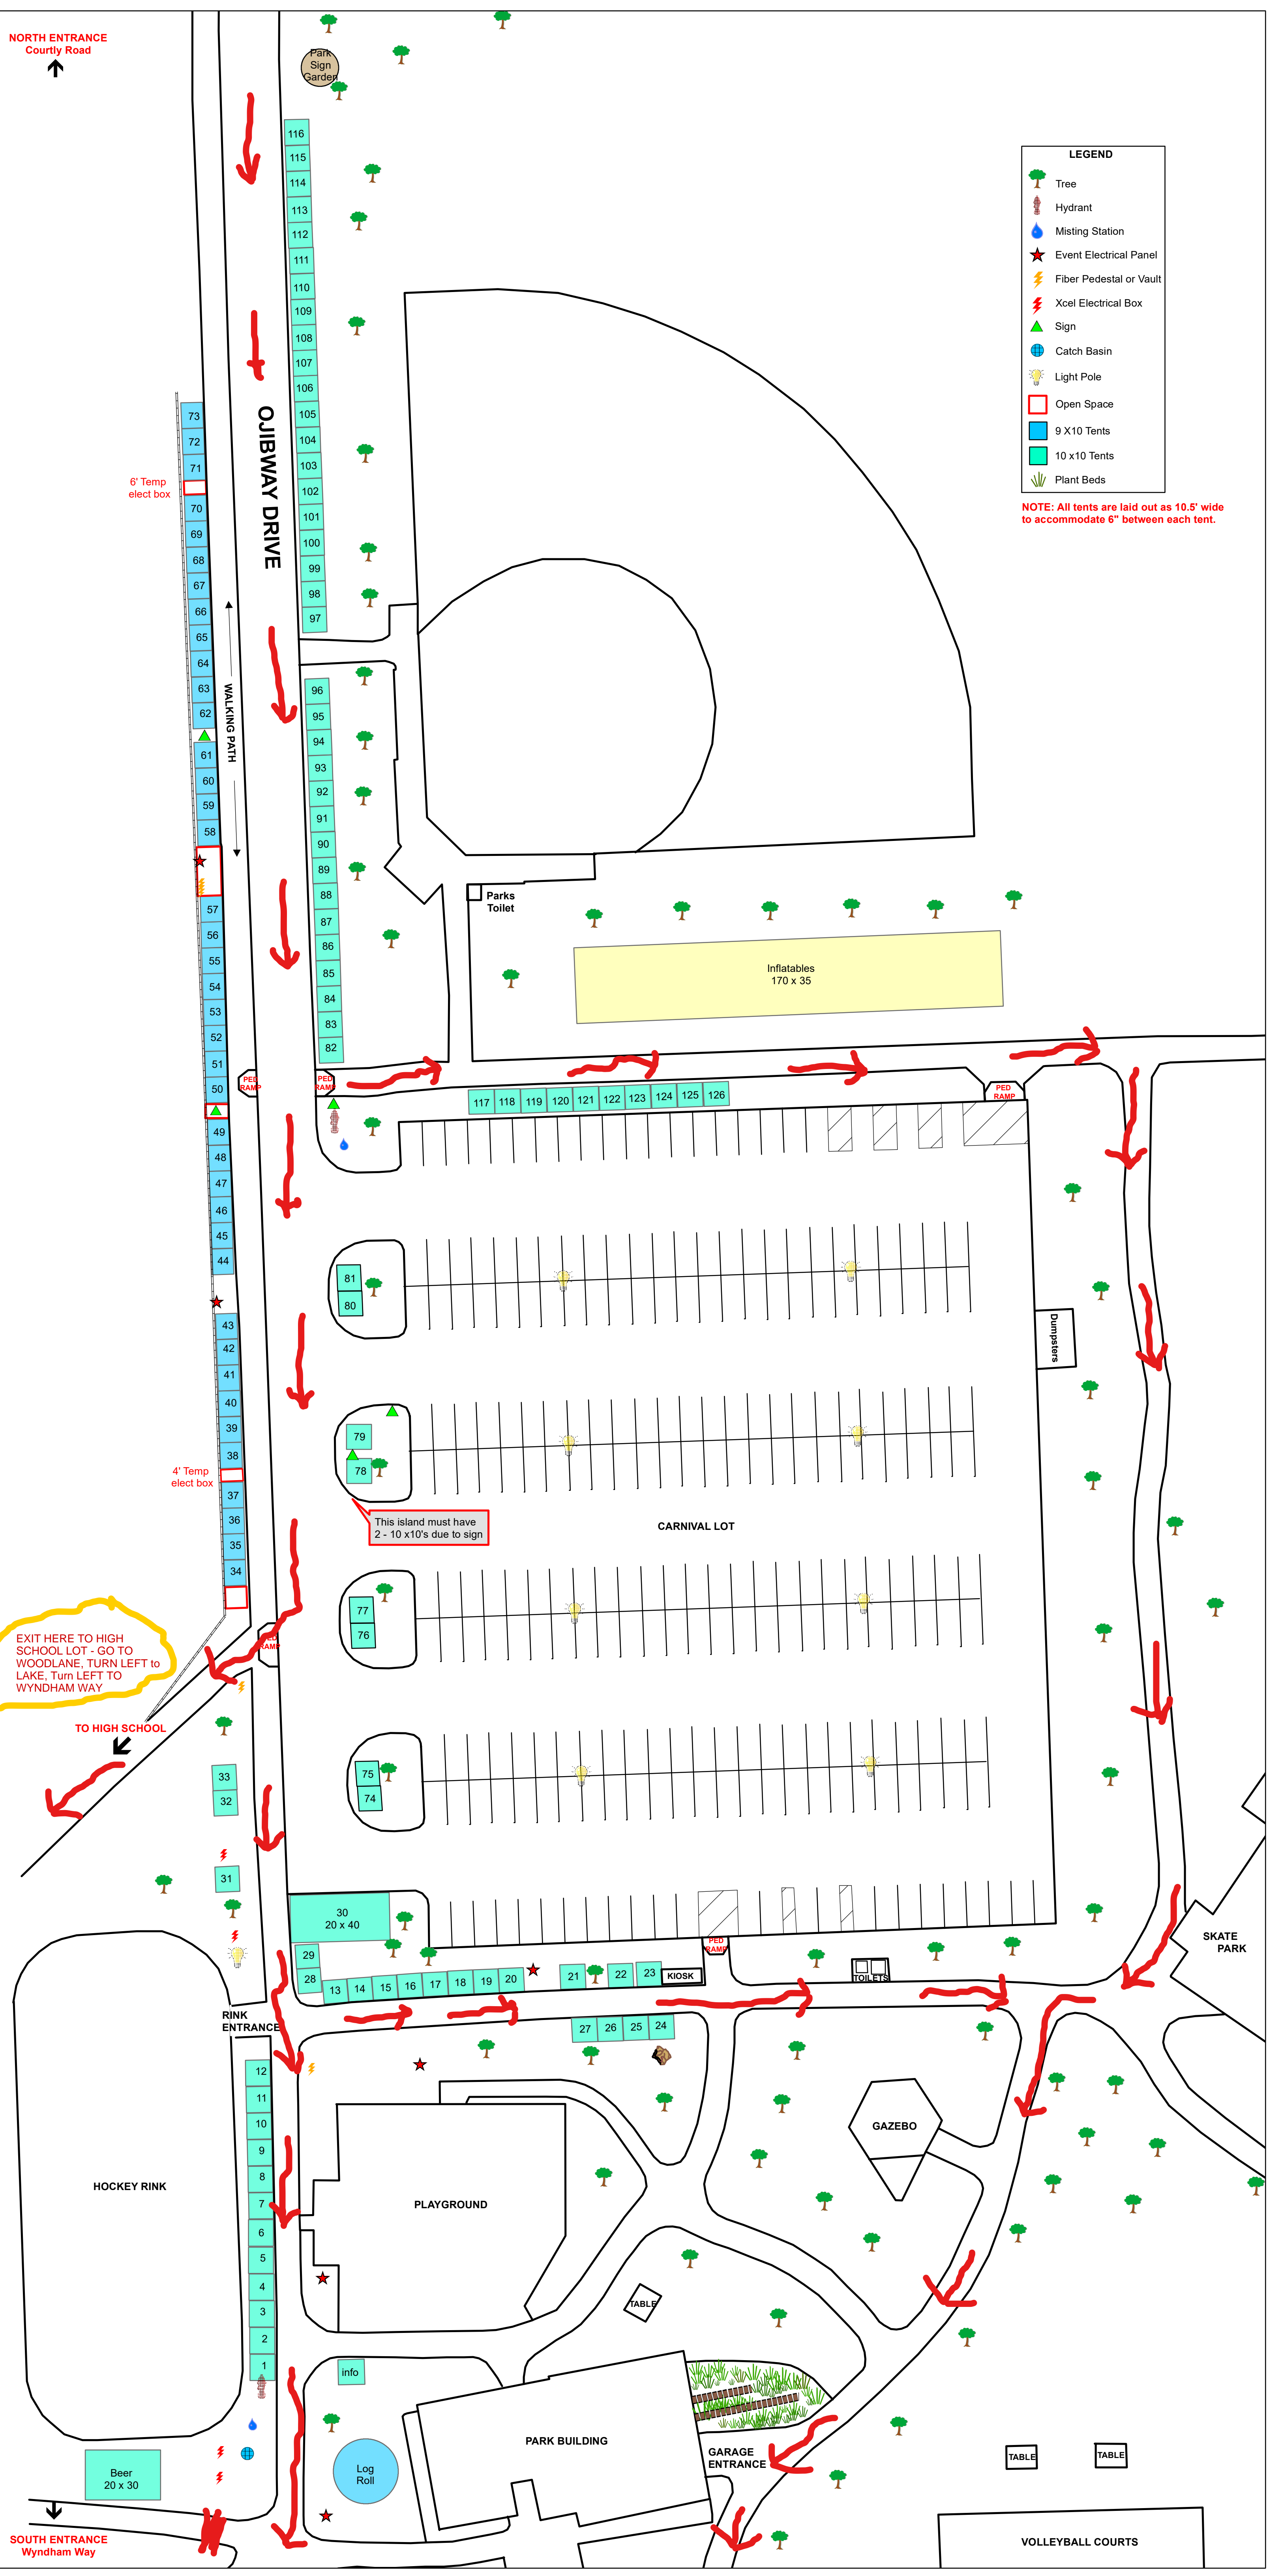 NORTH ENTRANCE
Courtly Road
Park
Sign
Garden
116
115
114
113
112
111
110
109
108
107
106
105
104
103
102
101
100
99
98
97
LEGEND
Tree
Hydrant
Misting Station
Event Electrical Panel
Fiber Pedestal or Vault
Xcel Electrical Box
Sign
Catch Basin
Light Pole
Open Space
9 X10 Tents
10 x10 Tents
Plant Beds
NOTE: All tents are laid out as 10.5' wide
to accommodate 6" between each tent.
OJIBWAY DRIVE
73
72
71
6' Temp
elect box
70
69
68
67
66
65
64
63
62
WALKING PATH
61
60
59
58
57
56
55
54
53
52
51
50
96
95
94
93
92
91
90
89
88
87
86
85
84
83
82
Parks
Toilet
Inflatables
170 x 35
PED
RAMP
PED
RAMP
PED
RAMP
117
118
119
120
121
122
123
124
125
126
49
48
47
46
45
44
43
42
41
40
39
38
4' Temp
elect box
37
36
35
34
81
80
Dumpsters
79
78
This island must have
2 - 10 x10's due to sign
CARNIVAL LOT
77
76
PED
RAMP
EXIT HERE TO HIGH
SCHOOL LOT - GO TO
WOODLANE, TURN LEFT to
LAKE, Turn LEFT TO
WYNDHAM WAY
TO HIGH SCHOOL
75
74
33
32
31
30
20 x 40
29
28
13
14
15
16
17
18
19
20
21
22
23
KIOSK
PED
RAMP
TOILETS
SKATE
PARK
RINK
ENTRANCE
27
26
25
24
12
11
10
9
8
7
6
5
4
3
2
1
HOCKEY RINK
PLAYGROUND
GAZEBO
TABLE
info
PARK BUILDING
GARAGE
ENTRANCE
Log
Roll
Beer
20 x 30
TABLE
TABLE
SOUTH ENTRANCE
Wyndham Way
VOLLEYBALL COURTS